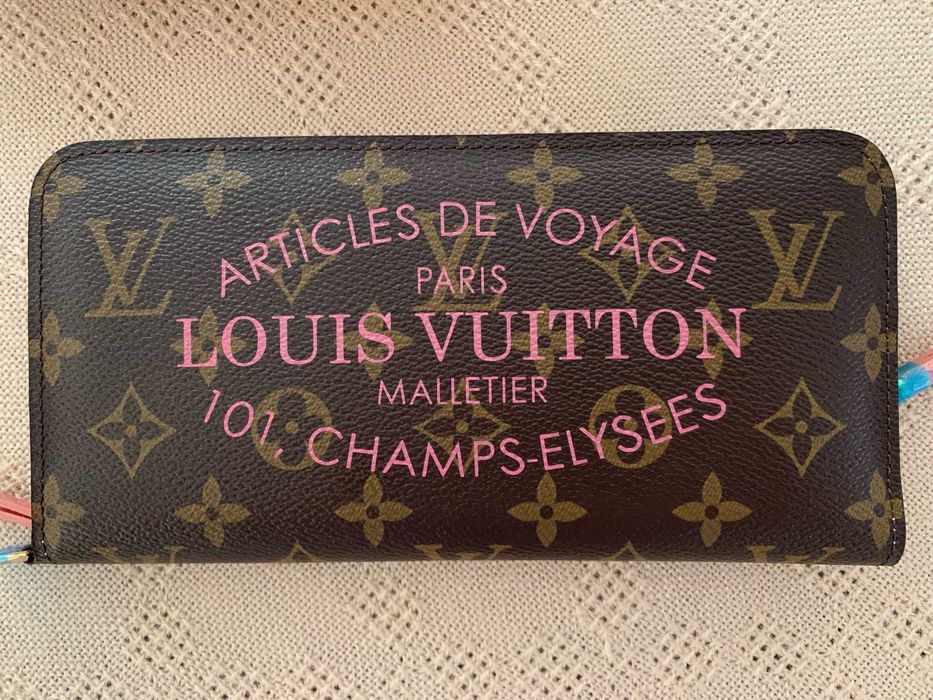 ARTICLES DE VOYAGE
PARIS
LOUIS VUITTON
MALLETIER
101, CHAMPS-ELYSEES